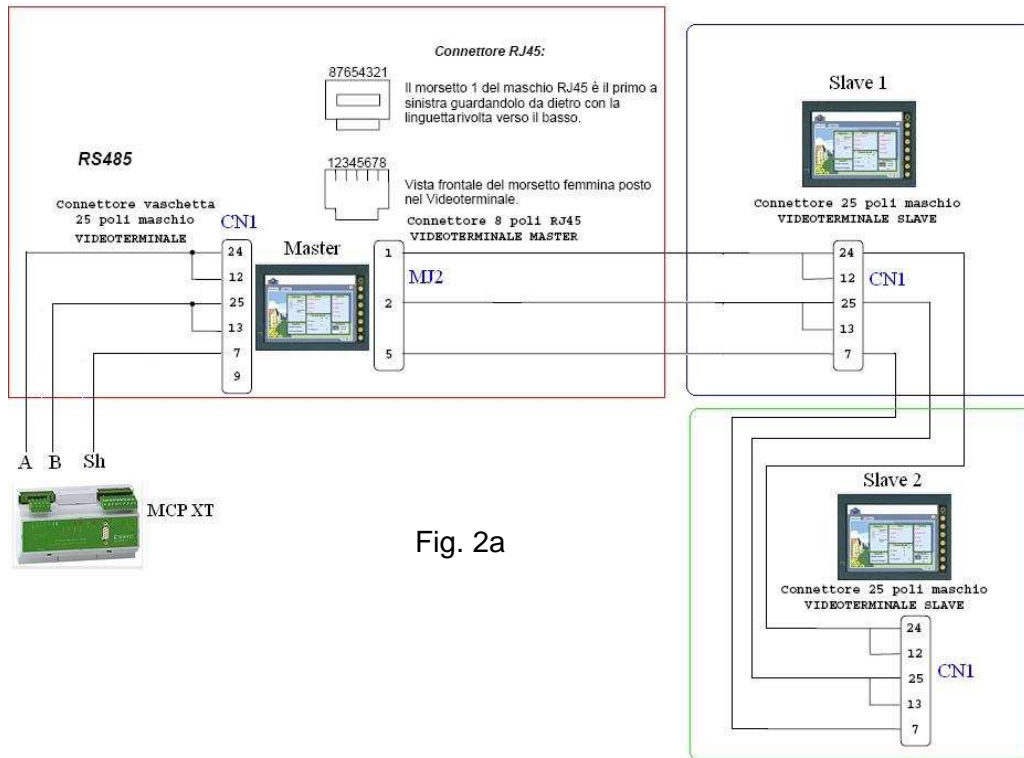 Connettore RJ45:
87654321
Il morsetto 1 del maschio RJ45 è il primo a
sinistra guardandolo da dietro con la
linguettarivolta verso il basso.
RS485
12345678
Vista frontale del morsetto femmina posto
nel Videoterminale.
Connettore vaschetta
25 poli maschio
VIDEOTERMINALE
CN1
24
12
25
13
7
9
Master
Connettore 8 poli RJ45
VIDEOTERMINALE MASTER
1
2
5
MJ2
Slave 1
Connettore 25 poli maschio
VIDEOTERMINALE SLAVE
24
12
25
13
7
CN1
A B Sh
MCP XT
Fig. 2a
Slave 2
Connettore 25 poli maschio
VIDEOTERMINALE SLAVE
24
12
25
13
7
CN1